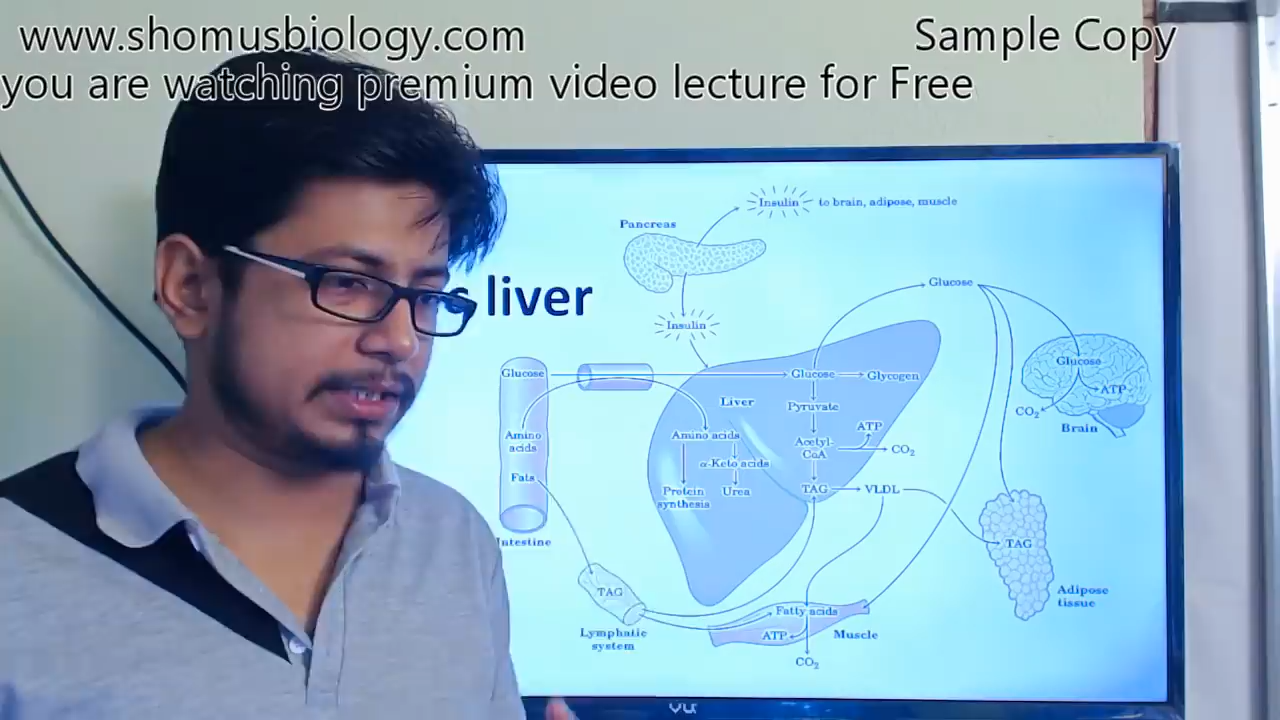 www.shomusbiology.com
Sample Copy
you are watching premium video lecture for Free
Insulin to brain, adipose, muscle
Pancreas
liver
Insulin
Glucose
Glucose
Glucose
Glycogen
Glucose
ATP
CO₂
Brain
Liver
Pyruvate
Amino acids
Amino acids
ATP
Acetyl-CoA
CO₂
α-Keto acids
Fats
Protein synthesis
Urea
TAG
VLDL
Intestine
TAG
Adipose tissue
TAG
Lymphatic system
Fatty acids
ATP
Muscle
CO₂
VU